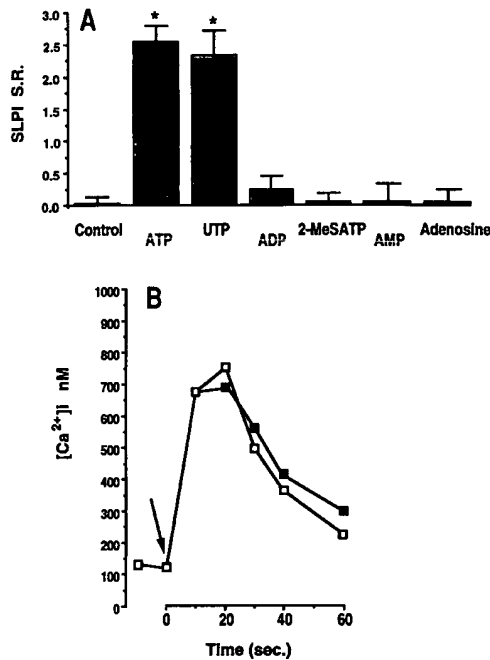 A
SLPI S.R.
3.0
2.5
2.0
1.5
1.0
0.5
0.0
* *
Control ATP UTP ADP 2-MeSATP AMP Adenosine
B
[Ca2+]i nM
1000
900
800
700
600
500
400
300
200
100
0
0 20 40 60
Time (sec.)